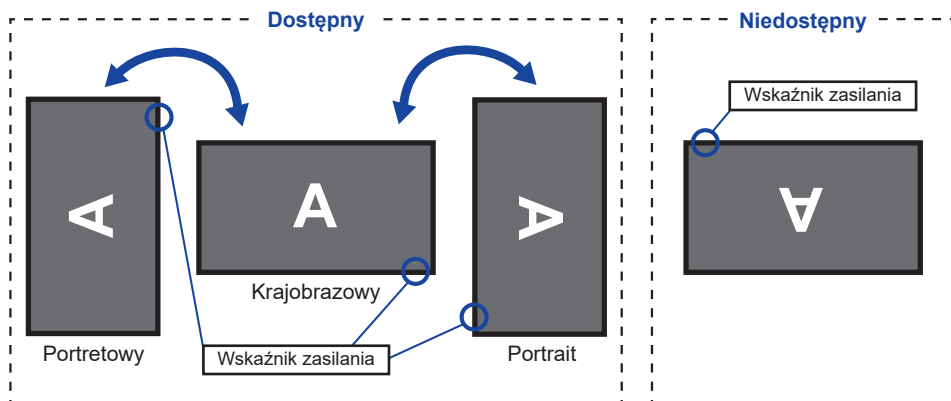 Dostępny
Niedostępny
Wskaźnik zasilania
A
A
A
A
Krajobrazowy
Portretowy
Wskaźnik zasilania
Portrait